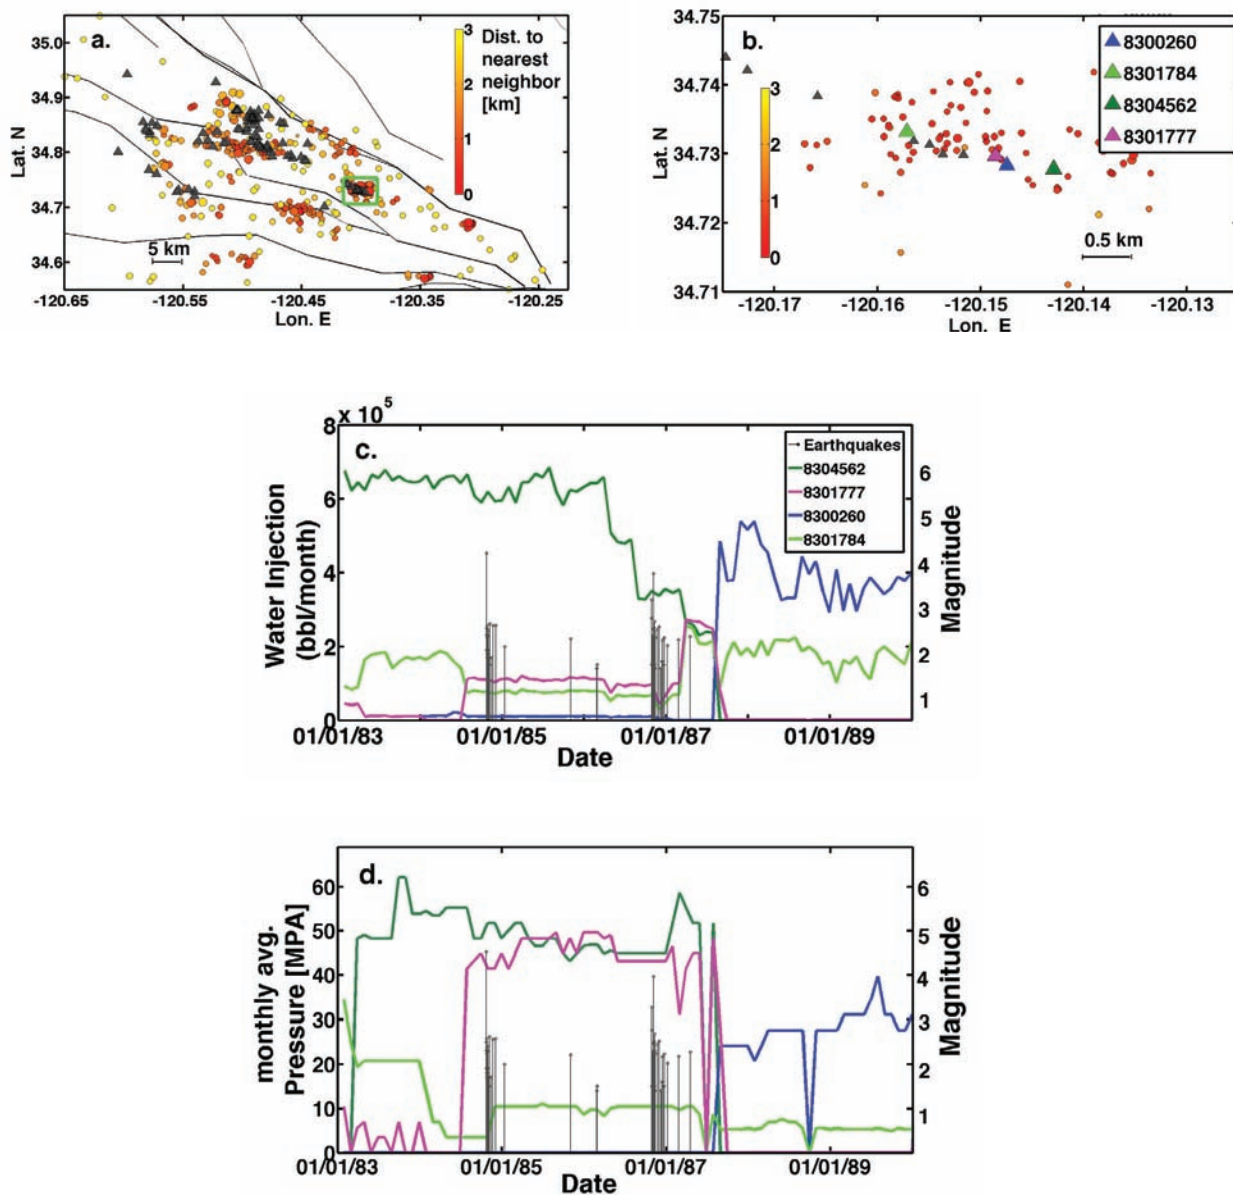 a.
3
2
1
0
Dist. to
nearest
neighbor
[km]
35.0
34.9
34.8
34.7
34.6
Lat. N
5 km
-120.65
-120.55
-120.45
-120.35
-120.25
Lon. E
b.
34.75
34.74
34.73
34.72
34.71
Lat. N
3
2
1
0
8300260
8301784
8304562
8301777
0.5 km
-120.17
-120.16
-120.15
-120.14
-120.13
Lon. E
c.
x 10^5
8
6
4
2
0
Water Injection
(bbl/month)
Earthquakes
8304562
8301777
8300260
8301784
6
5
4
3
2
1
Magnitude
01/01/83
01/01/85
01/01/87
01/01/89
Date
d.
60
50
40
30
20
10
0
monthly avg.
Pressure [MPA]
6
5
4
3
2
1
Magnitude
01/01/83
01/01/85
01/01/87
01/01/89
Date